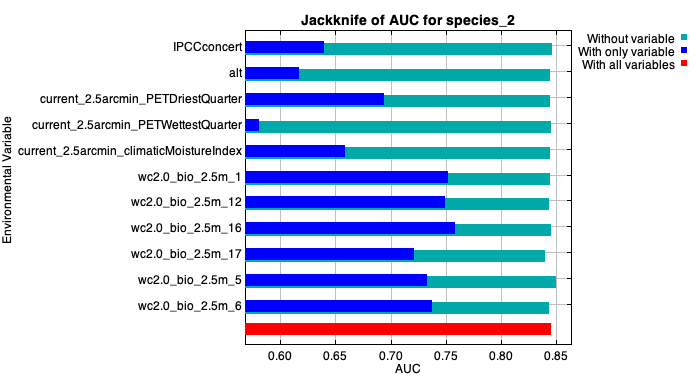 Jackknife of AUC for species_2
Without variable
With only variable
With all variables
Environmental Variable
IPCCconcert
alt
current_2.5arcmin_PETDriestQuarter
current_2.5arcmin_PETWettestQuarter
current_2.5arcmin_climaticMoistureIndex
wc2.0_bio_2.5m_1
wc2.0_bio_2.5m_12
wc2.0_bio_2.5m_16
wc2.0_bio_2.5m_17
wc2.0_bio_2.5m_5
wc2.0_bio_2.5m_6
0.60 0.65 0.70 0.75 0.80 0.85
AUC